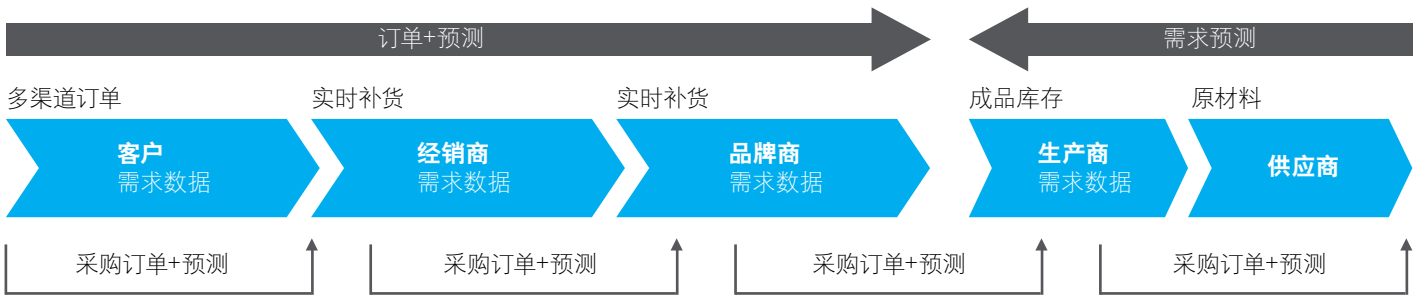 订单+预测
需求预测
多渠道订单
实时补货
实时补货
成品库存
原材料
客户
需求数据
经销商
需求数据
品牌商
需求数据
生产商
需求数据
供应商
采购订单+预测
采购订单+预测
采购订单+预测
采购订单+预测